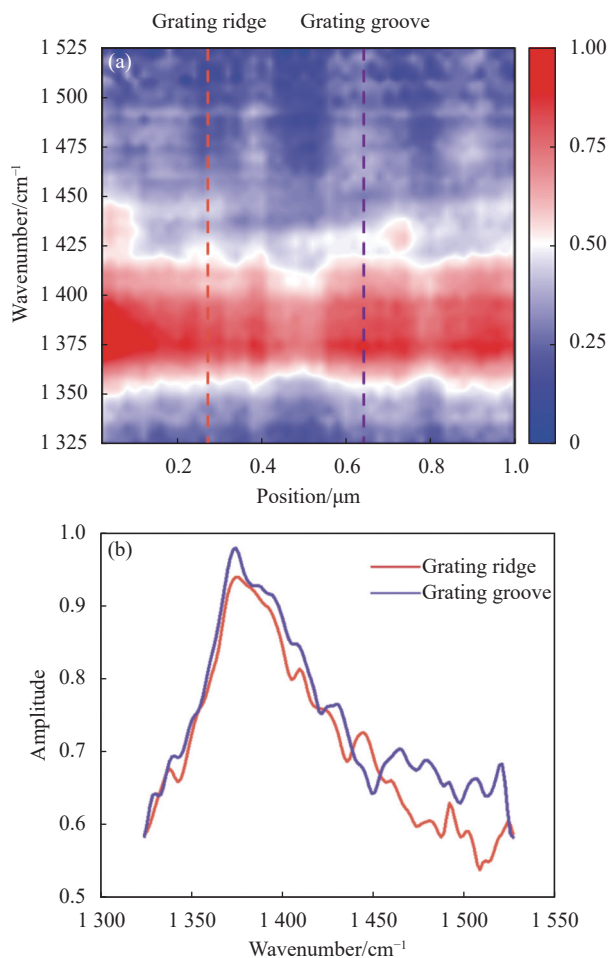 Grating ridge Grating groove
(a)
1 525
1 500
1 475
1 450
1 425
1 400
1 375
1 350
1 325
Wavenumber/cm⁻¹
0.2 0.4 0.6 0.8 1.0
Position/μm
1.00
0.75
0.50
0.25
0
(b)
Grating ridge
Grating groove
1.0
0.9
0.8
0.7
0.6
0.5
Amplitude
1 300 1 350 1 400 1 450 1 500 1 550
Wavenumber/cm⁻¹